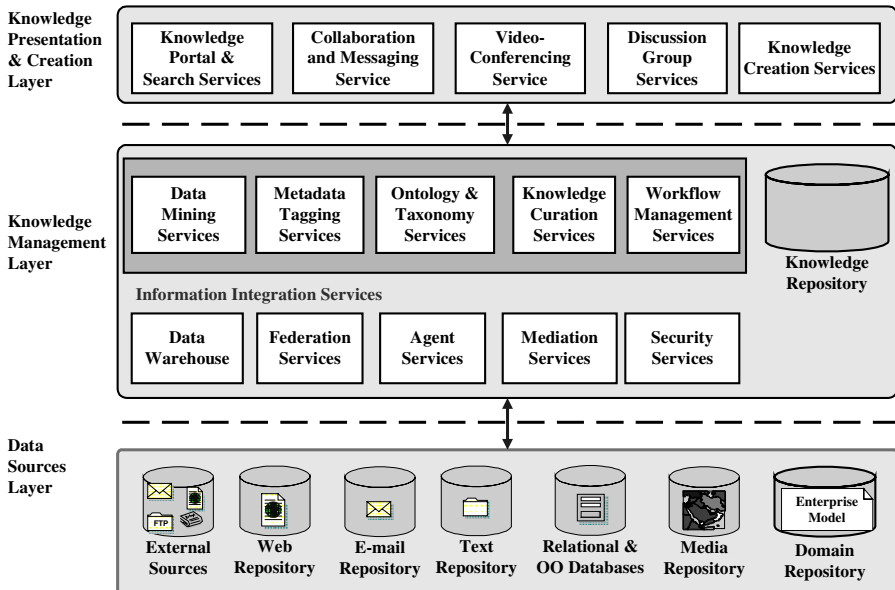 Knowledge
Presentation
& Creation
Layer
Knowledge
Portal &
Search Services
Collaboration
and Messaging
Service
Video-
Conferencing
Service
Discussion
Group
Services
Knowledge
Creation Services
Knowledge
Management
Layer
Data
Mining
Services
Metadata
Tagging
Services
Ontology &
Taxonomy
Services
Knowledge
Curation
Services
Workflow
Management
Services
Knowledge
Repository
Information Integration Services
Data
Warehouse
Federation
Services
Agent
Services
Mediation
Services
Security
Services
Data
Sources
Layer
FTP
External
Sources
Web
Repository
E-mail
Repository
Text
Repository
Relational &
OO Databases
Media
Repository
Enterprise
Model
Domain
Repository